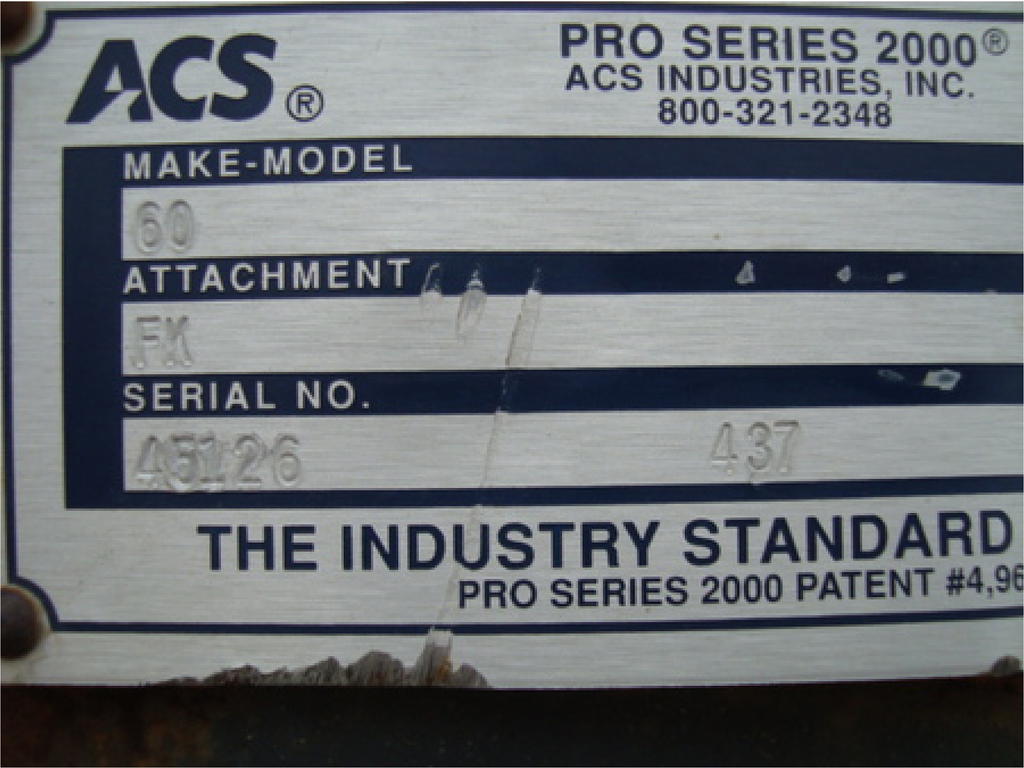 ACS®
PRO SERIES 2000®
ACS INDUSTRIES, INC.
800-321-2348
MAKE-MODEL
60
ATTACHMENT
FK
SERIAL NO.
45126 437
THE INDUSTRY STANDARD
PRO SERIES 2000 PATENT #4,96